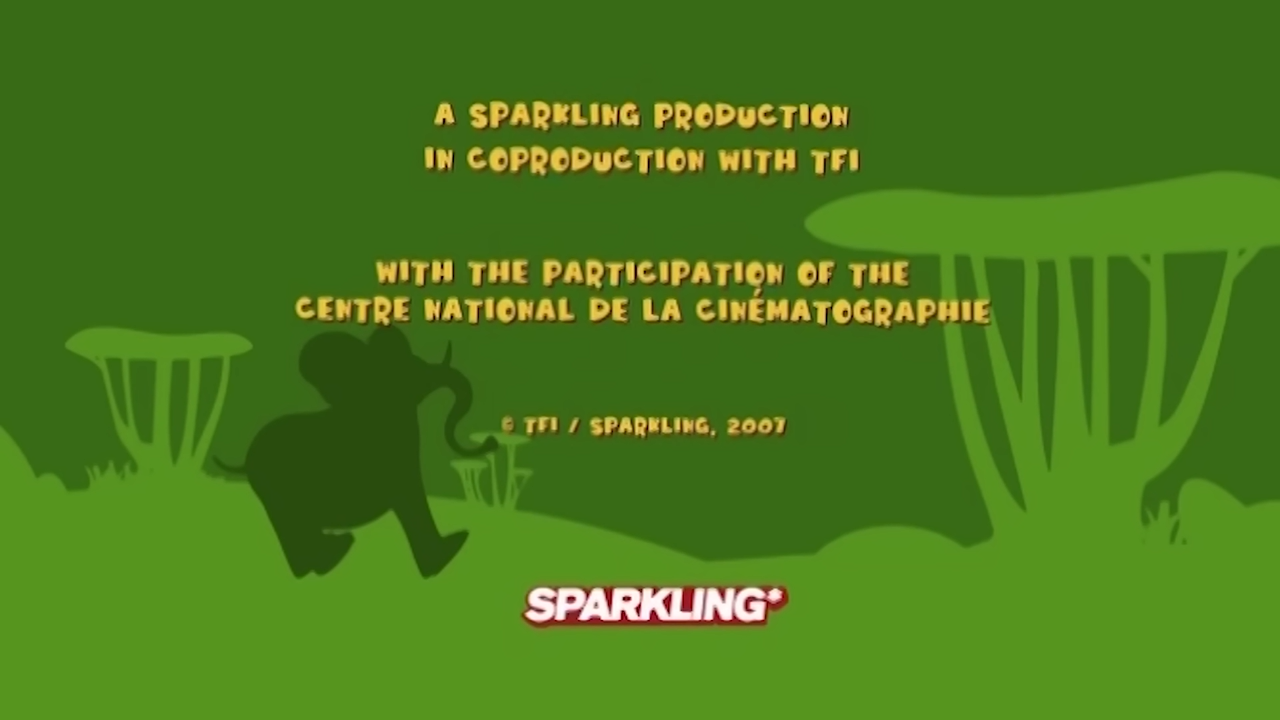 A SPARKLING PRODUCTION
IN COPRODUCTION WITH TF1
WITH THE PARTICIPATION OF THE
CENTRE NATIONAL DE LA CINÉMATOGRAPHIE
© TF1 / SPARKLING, 2007
SPARKLING*